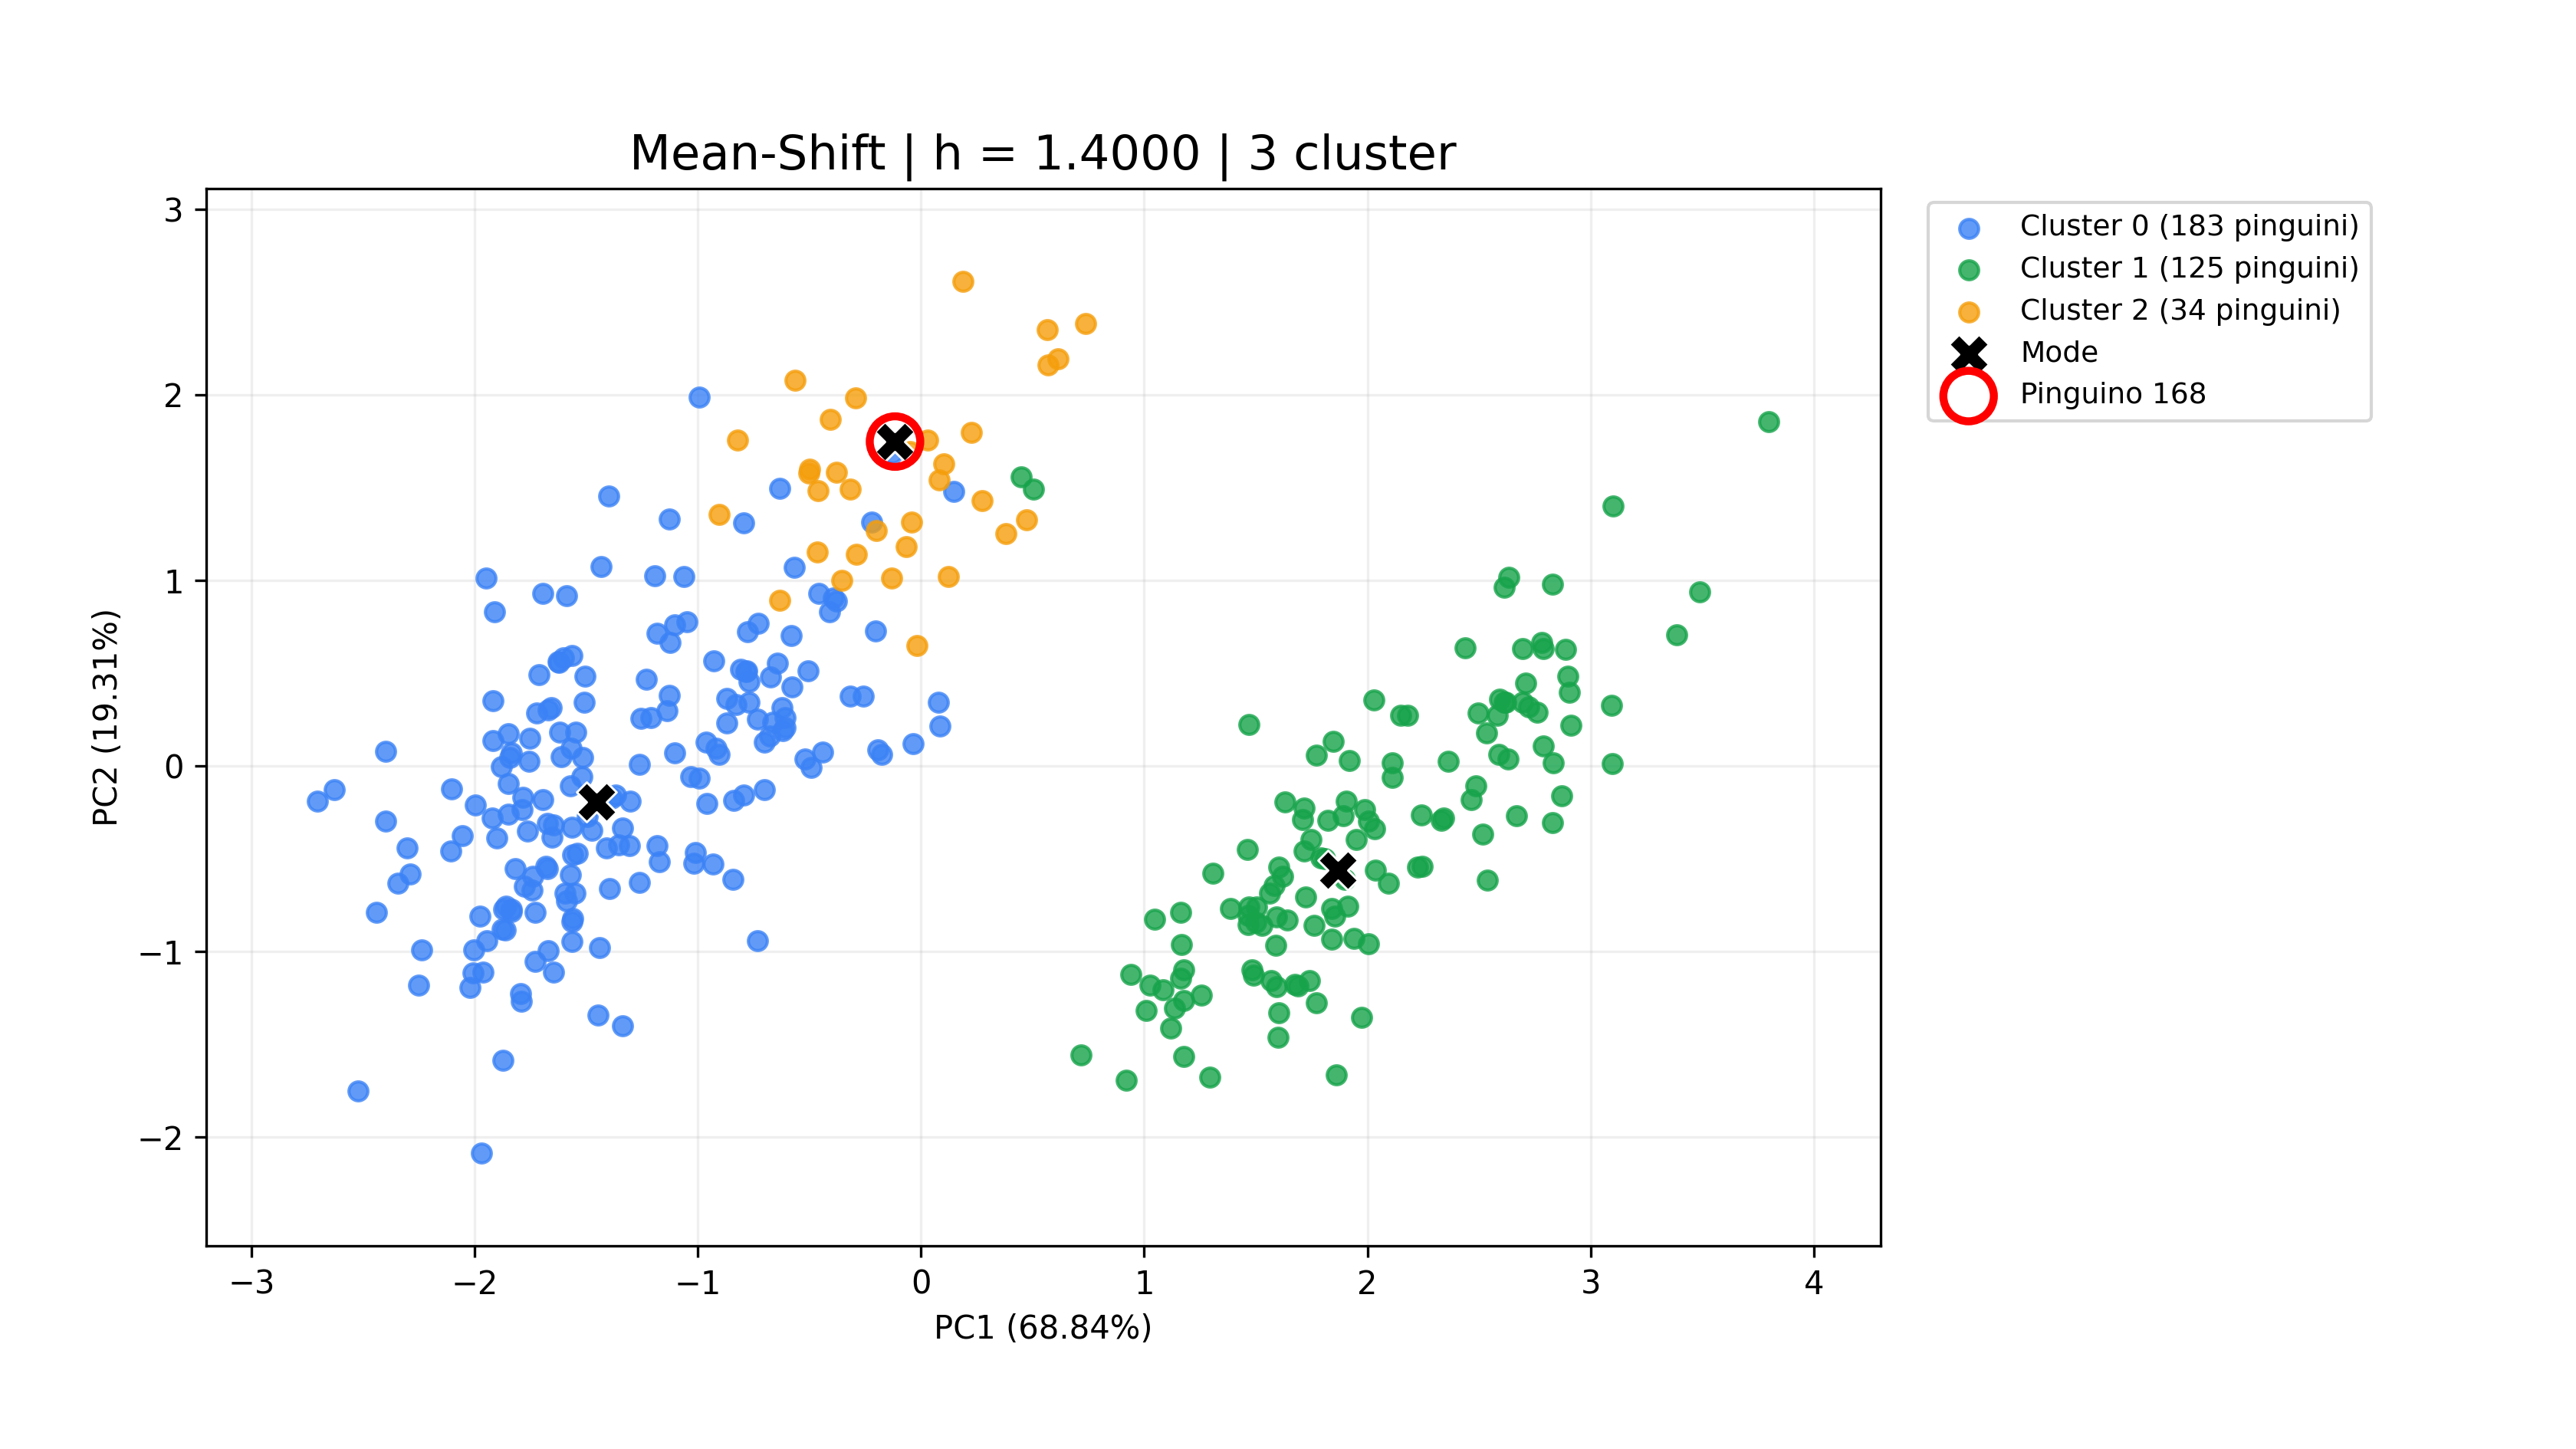 Mean-Shift | h = 1.4000 | 3 cluster
3
2
1
0
−1
−2
PC2 (19.31%)
−3
−2
−1
0
1
2
3
4
PC1 (68.84%)
Cluster 0 (183 pinguini)
Cluster 1 (125 pinguini)
Cluster 2 (34 pinguini)
Mode
Pinguino 168